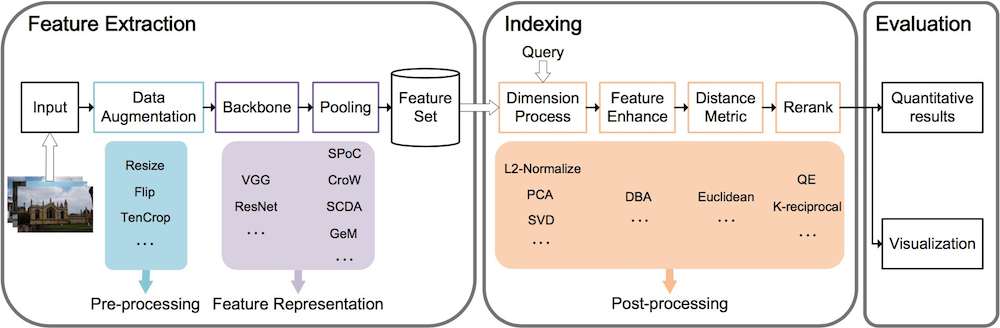 Feature Extraction
Input
Data
Augmentation
Backbone
Pooling
Feature
Set
Resize
Flip
TenCrop
...
VGG
ResNet
...
SPoC
CroW
SCDA
GeM
...
Pre-processing
Feature Representation
Indexing
Query
Dimension
Process
Feature
Enhance
Distance
Metric
Rerank
L2-Normalize
PCA
SVD
...
DBA
...
Euclidean
...
QE
K-reciprocal
...
Post-processing
Evaluation
Quantitative
results
Visualization